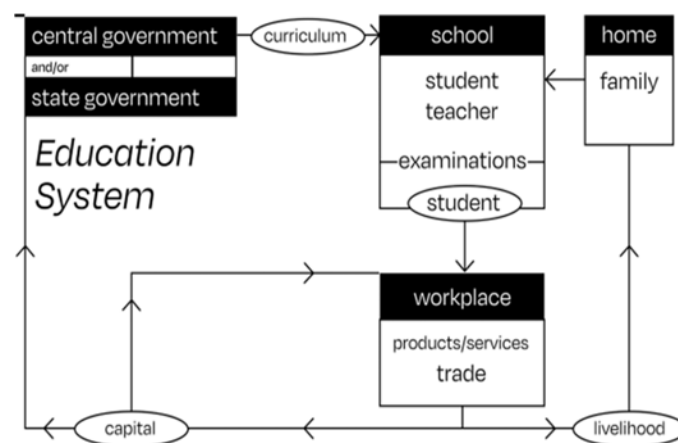 central government
and/or
state government
Education
System
curriculum
school
student
teacher
examinations
student
home
family
workplace
products/services
trade
capital
livelihood